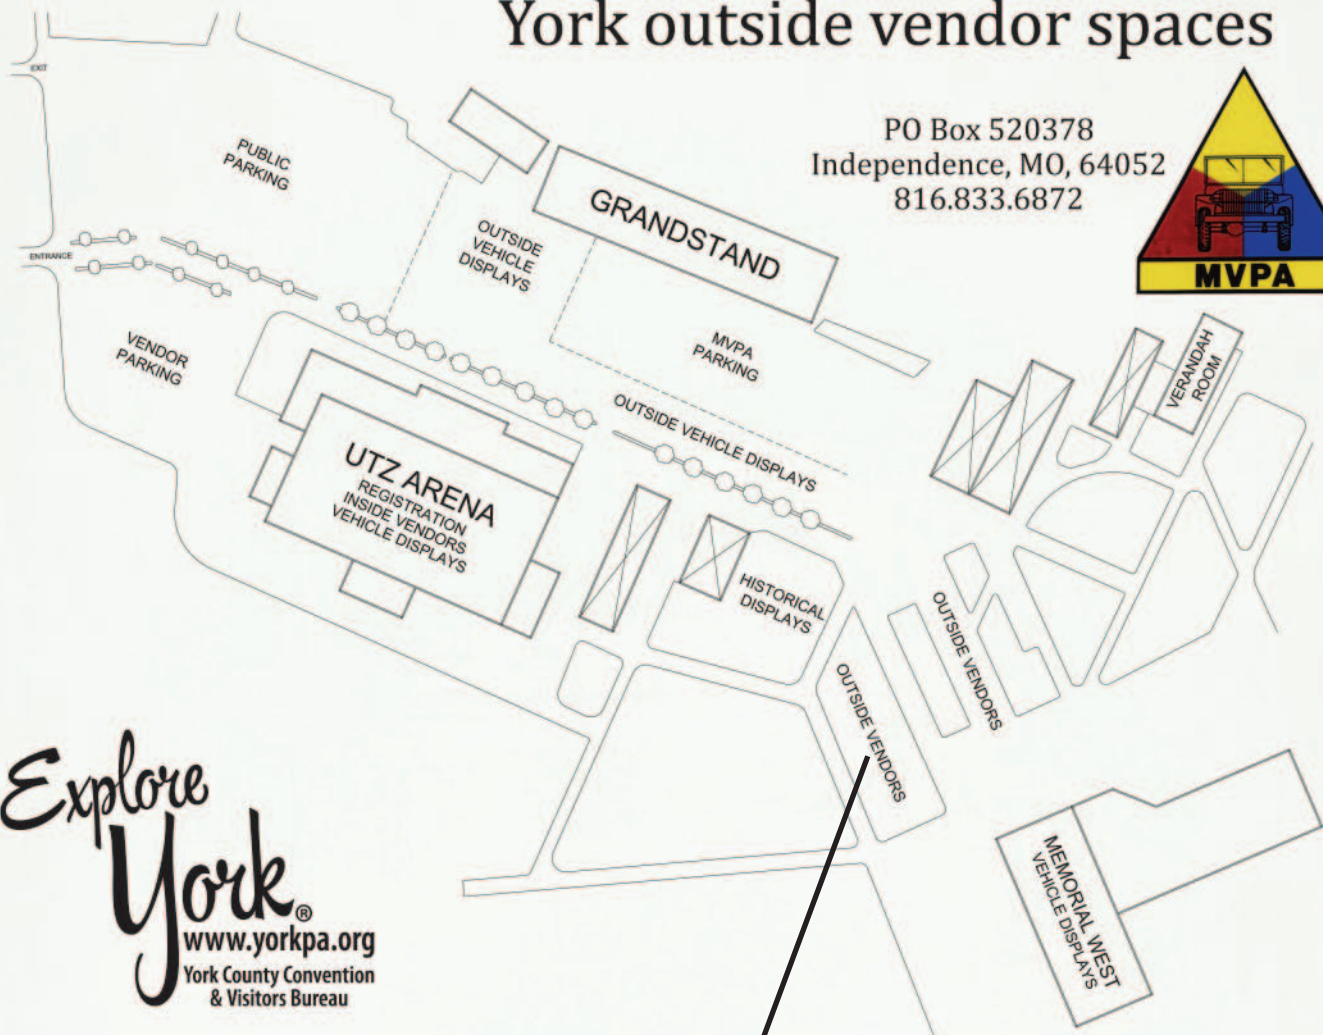 York outside vendor spaces
PO Box 520378
Independence, MO, 64052
816.833.6872
MVPA
EXIT
PUBLIC
PARKING
ENTRANCE
VENDOR
PARKING
OUTSIDE
VEHICLE
DISPLAYS
GRANDSTAND
MVPA
PARKING
OUTSIDE VEHICLE DISPLAYS
VERANDAH
ROOM
UTZ ARENA
REGISTRATION
INSIDE VENDORS
VEHICLE DISPLAYS
HISTORICAL
DISPLAYS
OUTSIDE VENDORS
OUTSIDE VENDORS
MEMORIAL WEST
VEHICLE DISPLAYS
Explore
York®
www.yorkpa.org
York County Convention
& Visitors Bureau